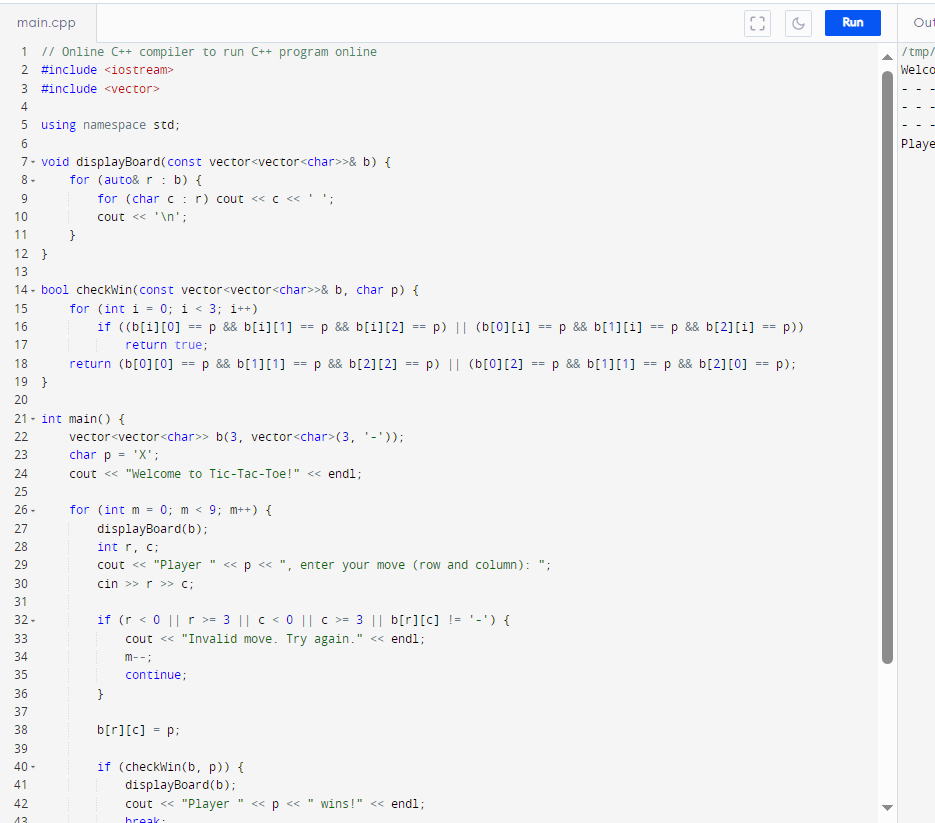 main.cpp
Run
Out
1 // Online C++ compiler to run C++ program online
2 #include <iostream>
3 #include <vector>
4
5 using namespace std;
6
7 void displayBoard(const vector<vector<char>>& b) {
8     for (auto& r : b) {
9         for (char c : r) cout << c << ' ';
10         cout << '\n';
11     }
12 }
13
14 bool checkWin(const vector<vector<char>>& b, char p) {
15     for (int i = 0; i < 3; i++)
16         if ((b[i][0] == p && b[i][1] == p && b[i][2] == p) || (b[0][i] == p && b[1][i] == p && b[2][i] == p))
17             return true;
18     return (b[0][0] == p && b[1][1] == p && b[2][2] == p) || (b[0][2] == p && b[1][1] == p && b[2][0] == p);
19 }
20
21 int main() {
22     vector<vector<char>> b(3, vector<char>(3, '-'));
23     char p = 'X';
24     cout << "Welcome to Tic-Tac-Toe!" << endl;
25
26     for (int m = 0; m < 9; m++) {
27         displayBoard(b);
28         int r, c;
29         cout << "Player " << p << ", enter your move (row and column): ";
30         cin >> r >> c;
31
32         if (r < 0 || r >= 3 || c < 0 || c >= 3 || b[r][c] != '-') {
33             cout << "Invalid move. Try again." << endl;
34             m--;
35             continue;
36         }
37
38         b[r][c] = p;
39
40         if (checkWin(b, p)) {
41             displayBoard(b);
42             cout << "Player " << p << " wins!" << endl;
43             break;
/tmp/
Welco
- - -
- - -
- - -
Playe